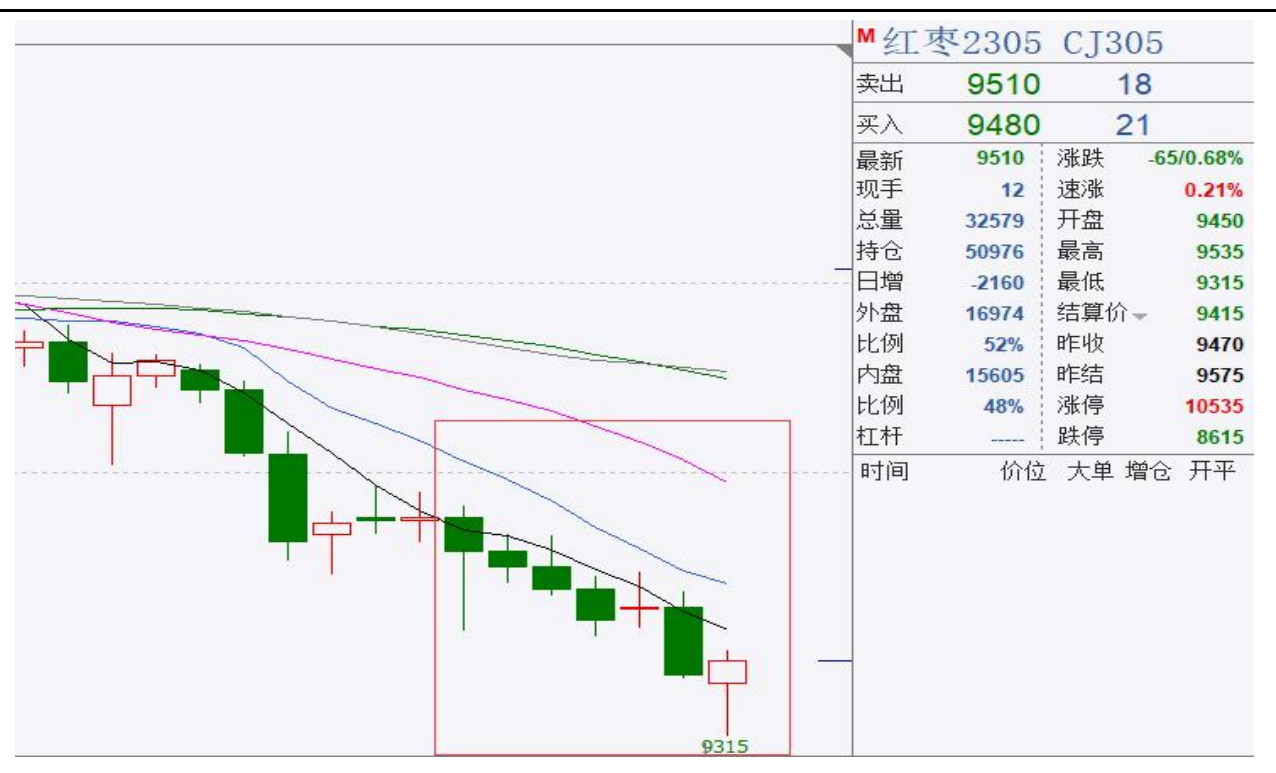 M 红枣2305 CJ305
卖出 9510 18
买入 9480 21
最新 9510 涨跌 -65/0.68%
现手 12 速涨 0.21%
总量 32579 开盘 9450
持仓 50976 最高 9535
日增 -2160 最低 9315
外盘 16974 结算价 9415
比例 52% 昨收 9470
内盘 15605 昨结 9575
比例 48% 涨停 10535
杠杆 ----- 跌停 8615
时间 价位 大单 增仓 开平
9315